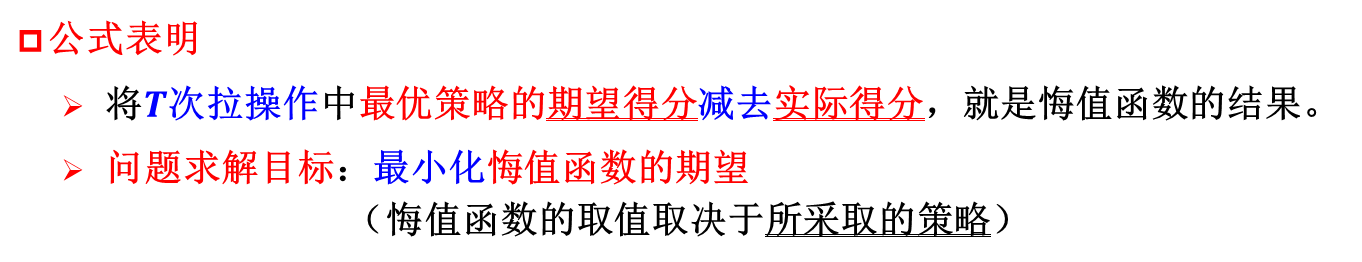 公式表明
将T次拉操作中最优策略的期望得分减去实际得分，就是悔值函数的结果。
问题求解目标：最小化悔值函数的期望
（悔值函数的取值取决于所采取的策略）